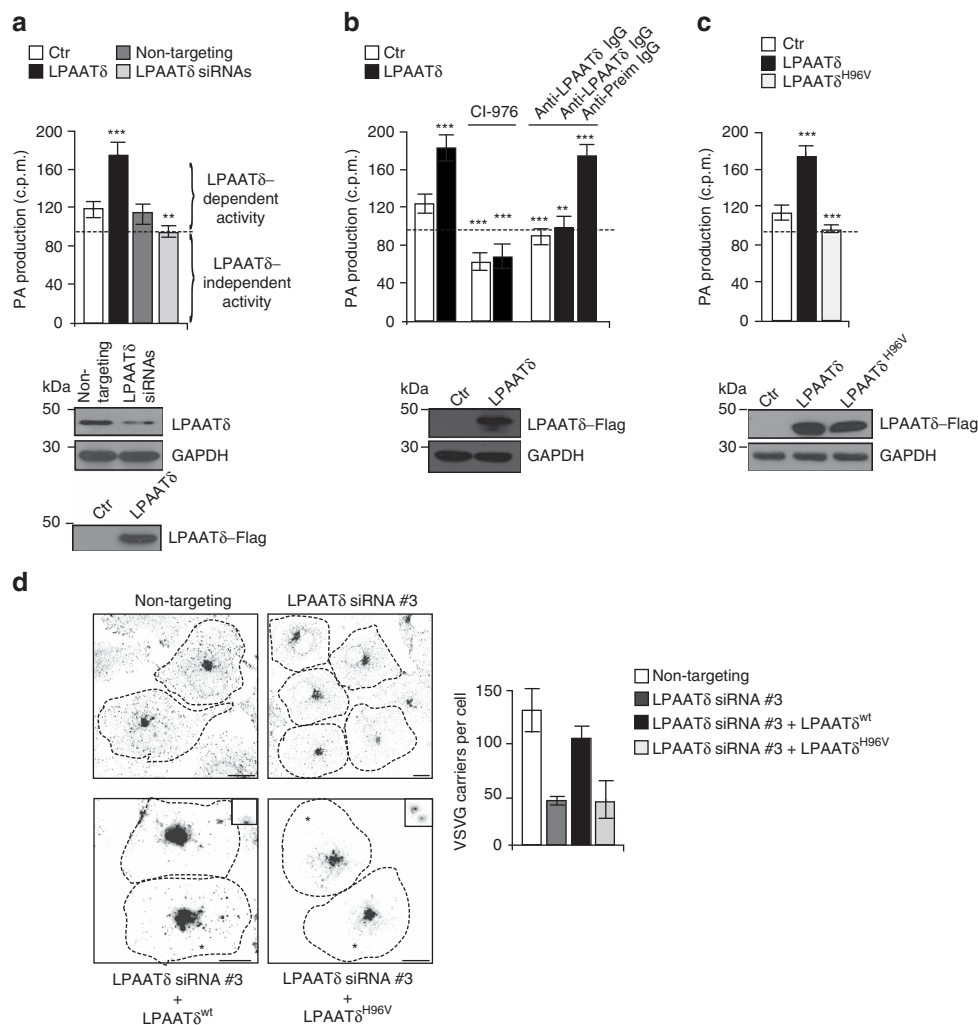 a
Ctr
Non-targeting
LPAATδ
LPAATδ siRNAs
PA production (c.p.m.)
200
160
120
80
40
0
***
**
LPAATδ–
dependent
activity
LPAATδ–
independent
activity
kDa
Non-
targeting
LPAATδ
siRNAs
50
LPAATδ
30
GAPDH
Ctr
LPAATδ
50
LPAATδ–Flag
b
Ctr
LPAATδ
CI-976
Anti-LPAATδ IgG
Anti-LPAATδ IgG
Anti-Preim IgG
PA production (c.p.m.)
200
160
120
80
40
0
***
***
***
***
**
***
kDa
Ctr
LPAATδ
50
LPAATδ–Flag
30
GAPDH
c
Ctr
LPAATδ
LPAATδH96V
PA production (c.p.m.)
200
160
120
80
40
0
***
***
kDa
Ctr
LPAATδ
LPAATδH96V
50
LPAATδ–Flag
30
GAPDH
d
Non-targeting
LPAATδ siRNA #3
*
*
*
LPAATδ siRNA #3
+
LPAATδwt
LPAATδ siRNA #3
+
LPAATδH96V
VSVG carriers per cell
150
100
50
0
Non-targeting
LPAATδ siRNA #3
LPAATδ siRNA #3 + LPAATδwt
LPAATδ siRNA #3 + LPAATδH96V